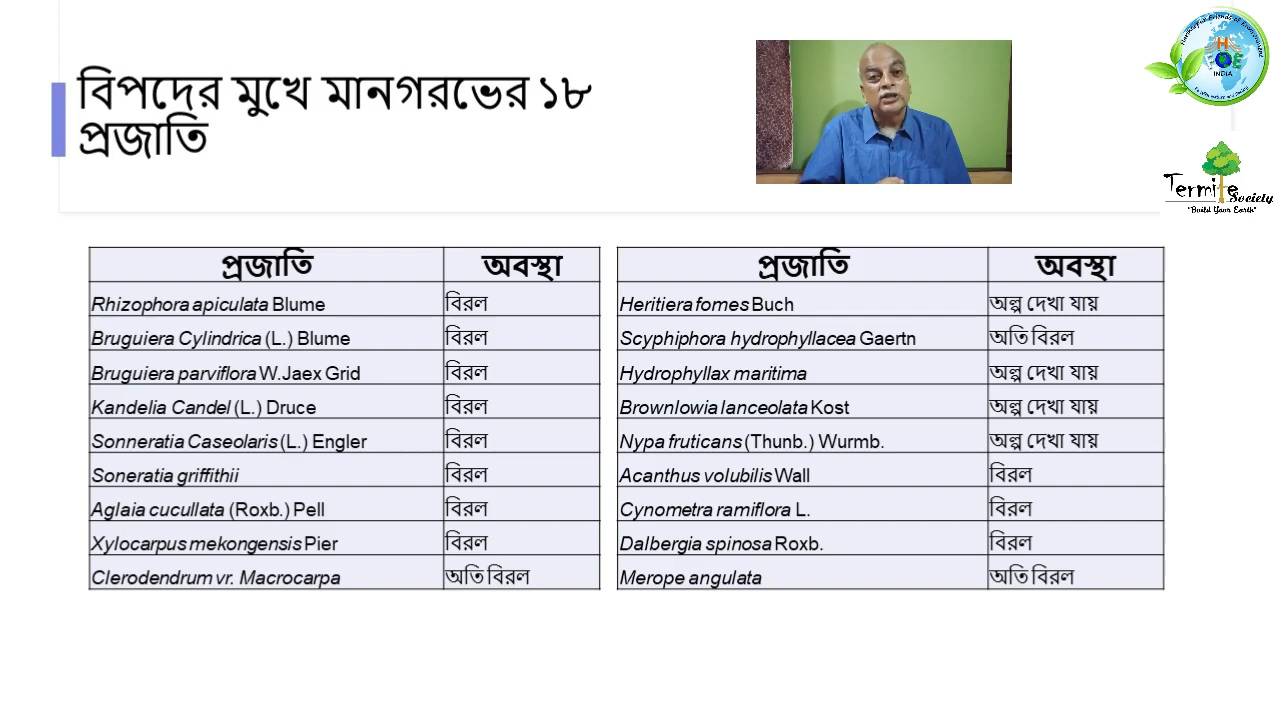 বিপদের মুখে মানগরভের ১৮
প্রজাতি
H
OE
INDIA
Termite
Society
"Build Your Earth"
প্রজাতি অবস্থা
Rhizophora apiculata Blume বিরল
Bruguiera Cylindrica (L.) Blume বিরল
Bruguiera parviflora W.Jaex Grid বিরল
Kandelia Candel (L.) Druce বিরল
Sonneratia Caseolaris (L.) Engler বিরল
Soneratia griffithii বিরল
Aglaia cucullata (Roxb.) Pell বিরল
Xylocarpus mekongensis Pier বিরল
Clerodendrum vr. Macrocarpa অতি বিরল
প্রজাতি অবস্থা
Heritiera fomes Buch অল্প দেখা যায়
Scyphiphora hydrophyllacea Gaertn অতি বিরল
Hydrophyllax maritima অল্প দেখা যায়
Brownlowia lanceolata Kost অল্প দেখা যায়
Nypa fruticans (Thunb.) Wurmb. অল্প দেখা যায়
Acanthus volubilis Wall বিরল
Cynometra ramiflora L. বিরল
Dalbergia spinosa Roxb. বিরল
Merope angulata অতি বিরল